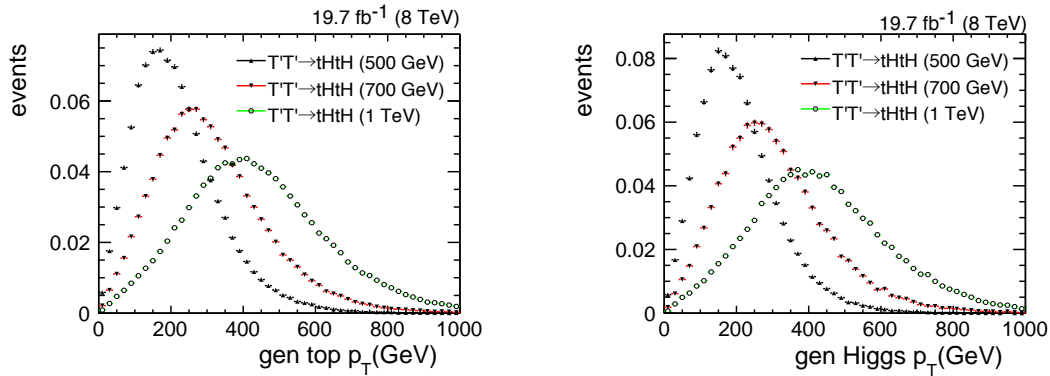 19.7 fb⁻¹ (8 TeV)
events
T'T'→tHtH (500 GeV)
T'T'→tHtH (700 GeV)
T'T'→tHtH (1 TeV)
0.06
0.04
0.02
0
0 200 400 600 800 1000
gen top p_T(GeV)
19.7 fb⁻¹ (8 TeV)
events
T'T'→tHtH (500 GeV)
T'T'→tHtH (700 GeV)
T'T'→tHtH (1 TeV)
0.08
0.06
0.04
0.02
0
0 200 400 600 800 1000
gen Higgs p_T(GeV)